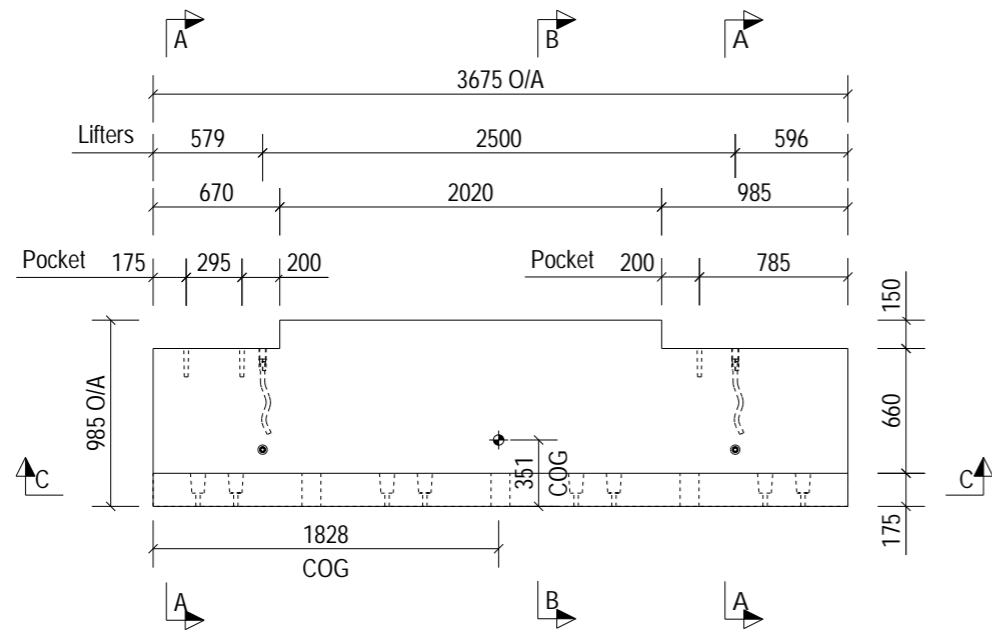 A B A
3675 O/A
Lifters 579 2500 596
670 2020 985
Pocket 175 295 200 Pocket 200 785
150
985 O/A
660
351
COG
C C
175
1828
COG
A B A